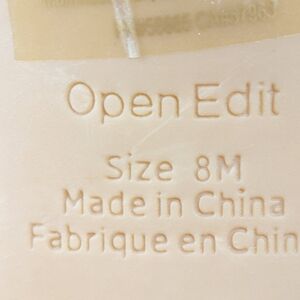 Open Edit
Size 8M
Made in China
Fabrique en Chin